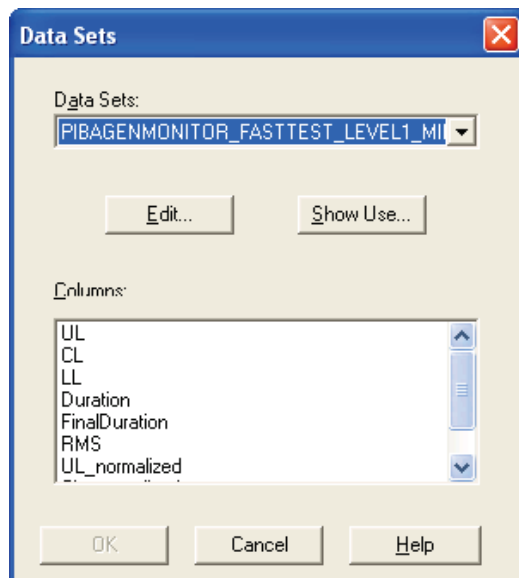 Data Sets
Data Sets:
PIBAGENMONITOR_FASTTEST_LEVEL1_MI
Edit...
Show Use...
Columns:
UL
CL
LL
Duration
FinalDuration
RMS
UL_normalized
OK
Cancel
Help